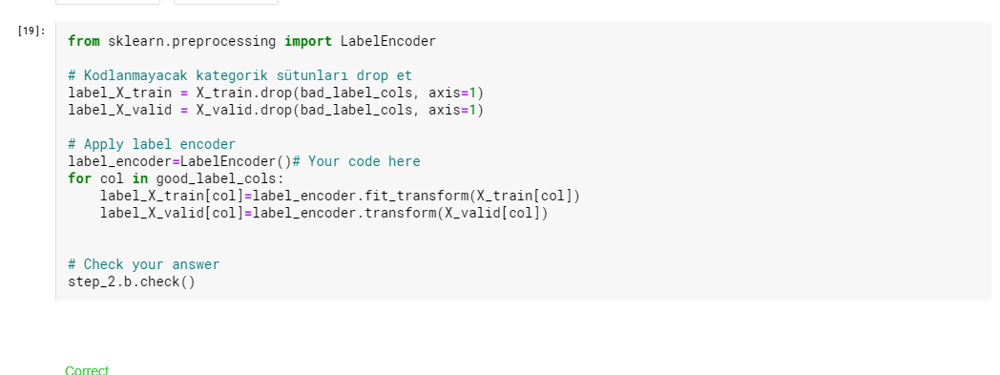 [19]:
from sklearn.preprocessing import LabelEncoder
# Kodlanmayacak kategorik sütunları drop et
label_X_train = X_train.drop(bad_label_cols, axis=1)
label_X_valid = X_valid.drop(bad_label_cols, axis=1)
# Apply label encoder
label_encoder=LabelEncoder()# Your code here
for col in good_label_cols:
    label_X_train[col]=label_encoder.fit_transform(X_train[col])
    label_X_valid[col]=label_encoder.transform(X_valid[col])
# Check your answer
step_2.b.check()
Correct